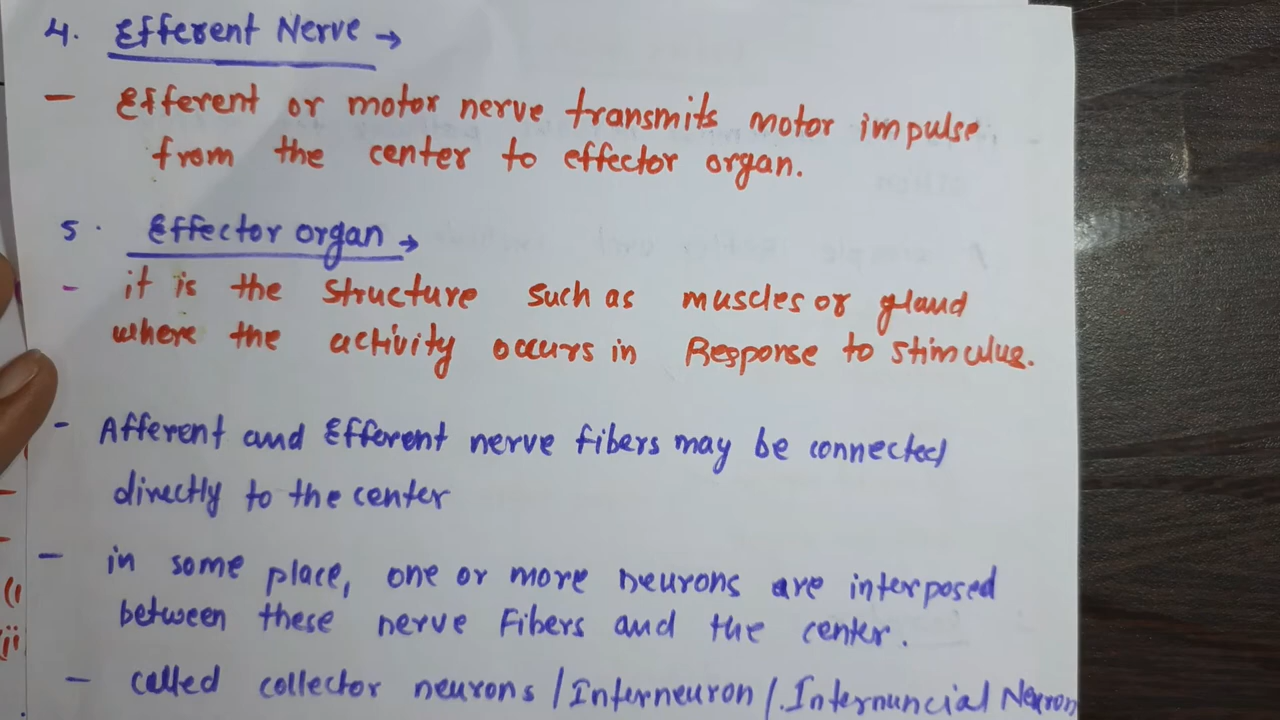 4. Efferent Nerve →
- Efferent or motor nerve transmits motor impulse
from the center to effector organ.
5. Effector organ →
- it is the structure such as muscles or gland
where the activity occurs in Response to stimulus.
- Afferent and Efferent nerve fibers may be connected
directly to the center
- in some place, one or more neurons are interposed
between these nerve Fibers and the center.
- called collector neurons / Interneuron / Internuncial Neuron
(i
(ii